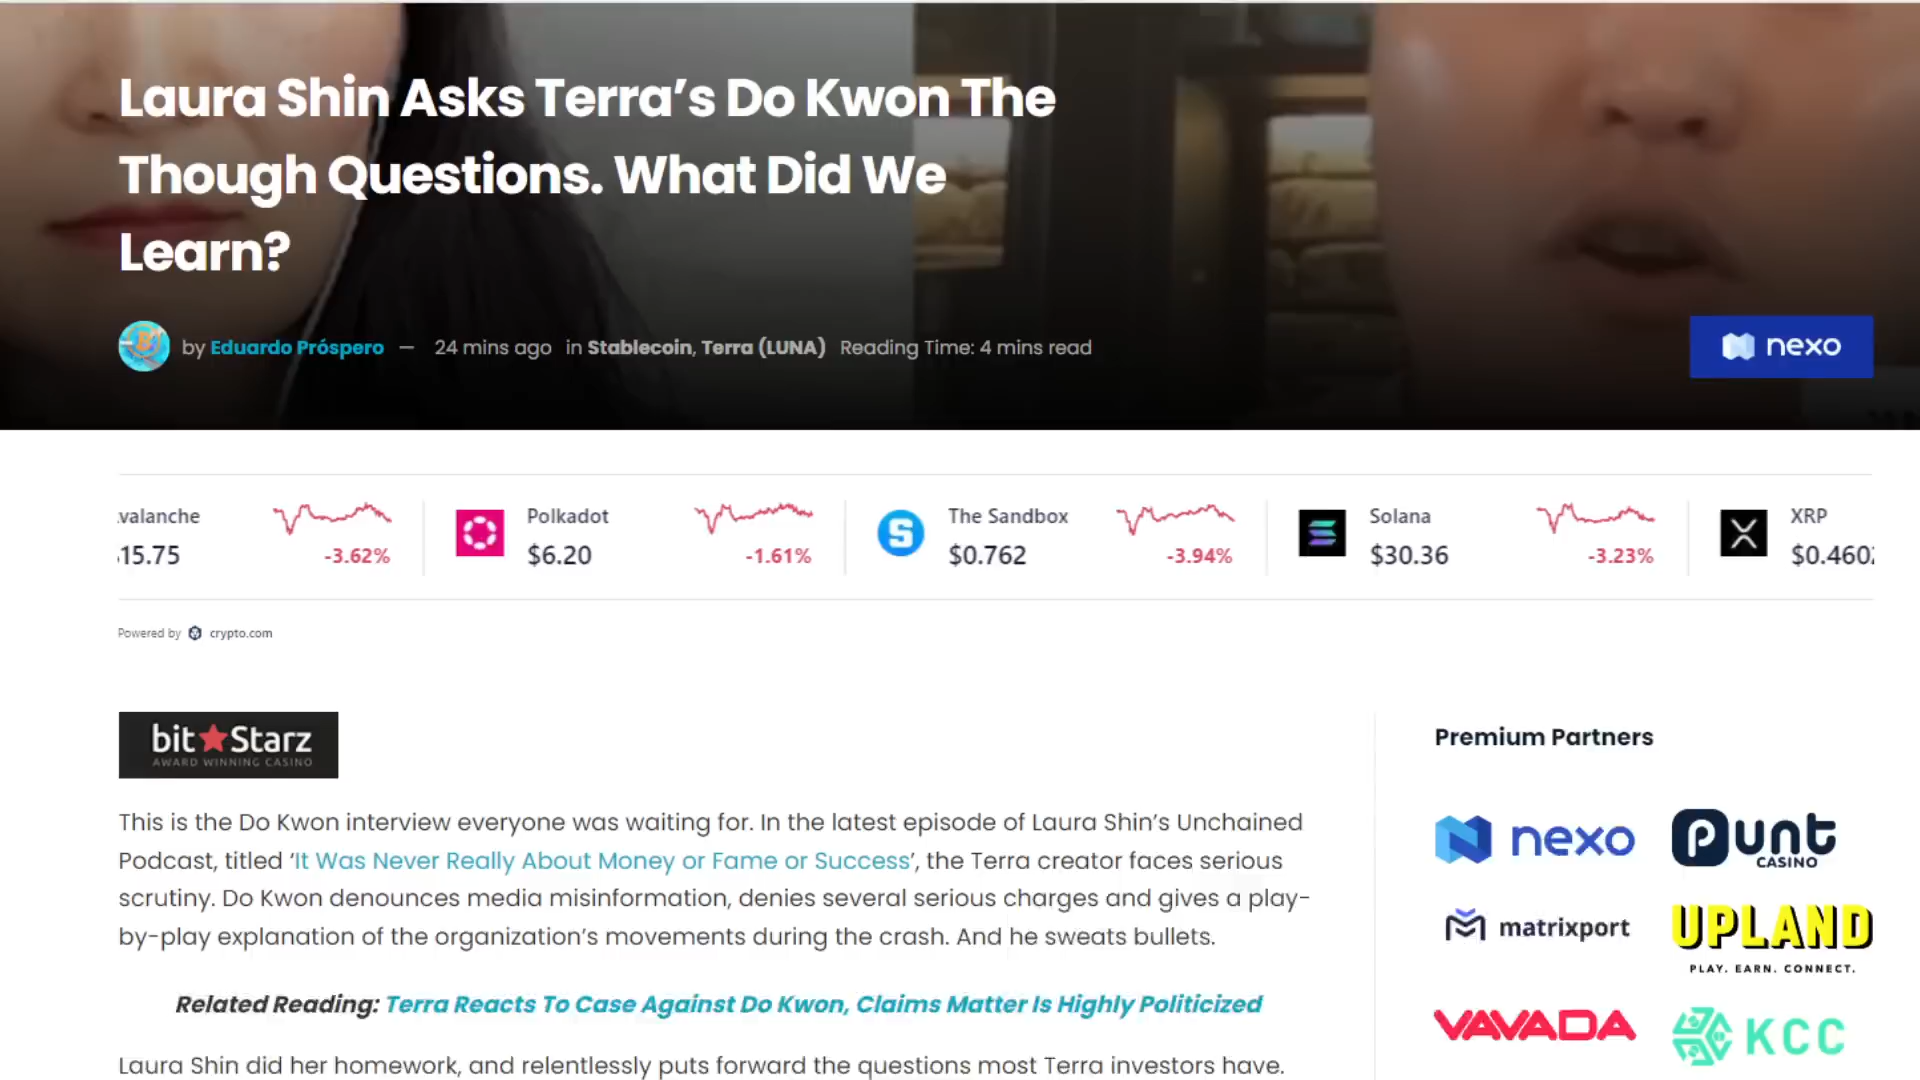 Laura Shin Asks Terra’s Do Kwon The
Though Questions. What Did We
Learn?
by Eduardo Próspero — 24 mins ago in Stablecoin, Terra (LUNA) Reading Time: 4 mins read
nexo
valanche
15.75
-3.62%
Polkadot
$6.20
-1.61%
The Sandbox
$0.762
-3.94%
Solana
$30.36
-3.23%
XRP
$0.460
Powered by crypto.com
bit Starz
AWARD WINNING CASINO
This is the Do Kwon interview everyone was waiting for. In the latest episode of Laura Shin’s Unchained
Podcast, titled ‘It Was Never Really About Money or Fame or Success’, the Terra creator faces serious
scrutiny. Do Kwon denounces media misinformation, denies several serious charges and gives a play-
by-play explanation of the organization’s movements during the crash. And he sweats bullets.
Related Reading: Terra Reacts To Case Against Do Kwon, Claims Matter Is Highly Politicized
Laura Shin did her homework, and relentlessly puts forward the questions most Terra investors have.
Premium Partners
nexo
Punt
CASINO
matrixport
UPLAND
PLAY. EARN. CONNECT.
VAVADA
KCC